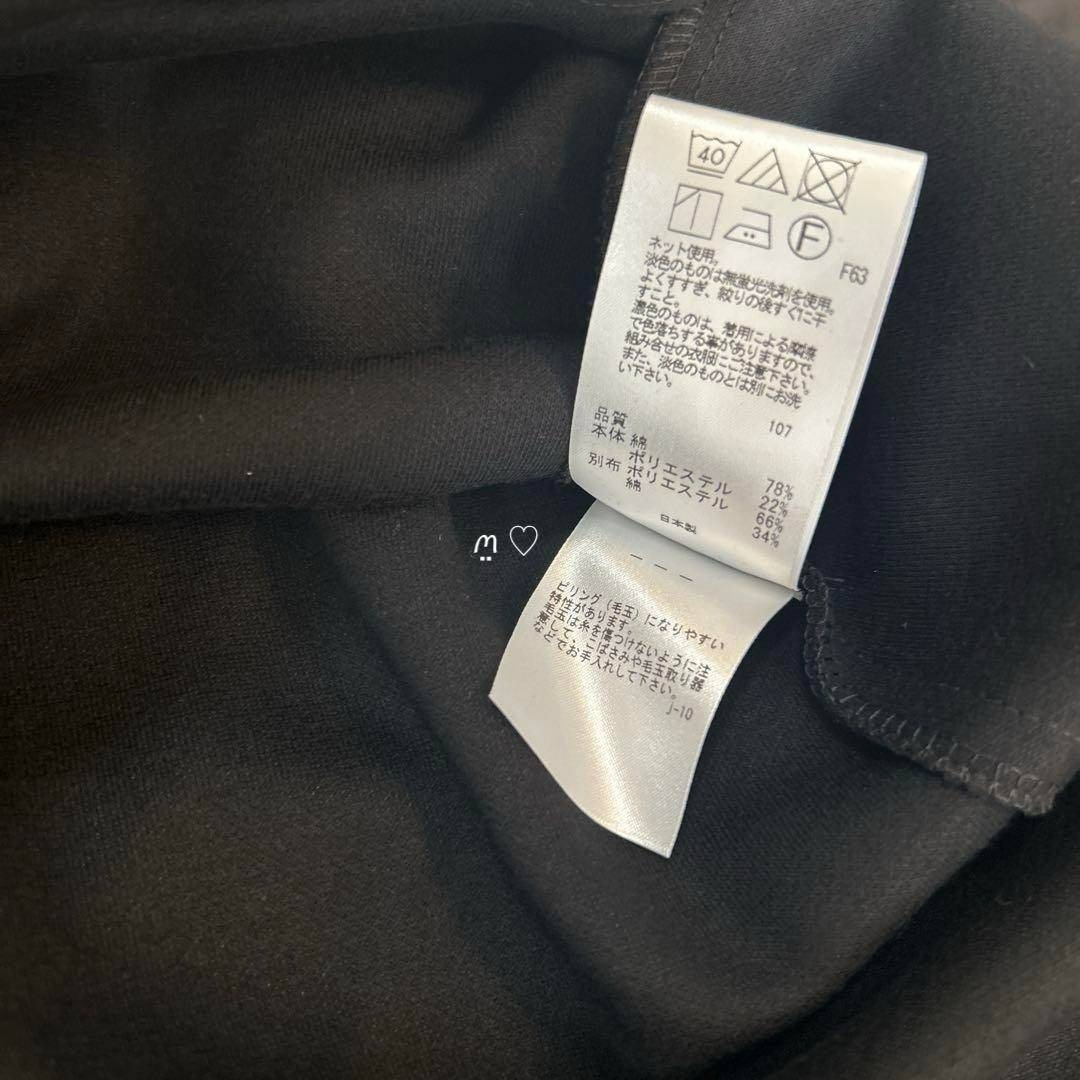 40
F
F63
ネット使用。
淡色のものは無蛍光洗剤を使用。
よくすすぎ、絞りの後すぐに干
すこと。
濃色のものは、着用による摩擦
で色落ちする事がありますので、
組み合せの衣服にご注意下さい。
また、淡色のものとは別にお洗
い下さい。
107
品質
本体 綿 78%
ポリエステル 22%
別布 ポリエステル 66%
綿 34%
日本製
ピリング(毛玉)になりやすい
特性があります。
毛玉は糸を傷つけないように注
意して、こばさみや毛玉取り器
などでお手入れして下さい。
J-10